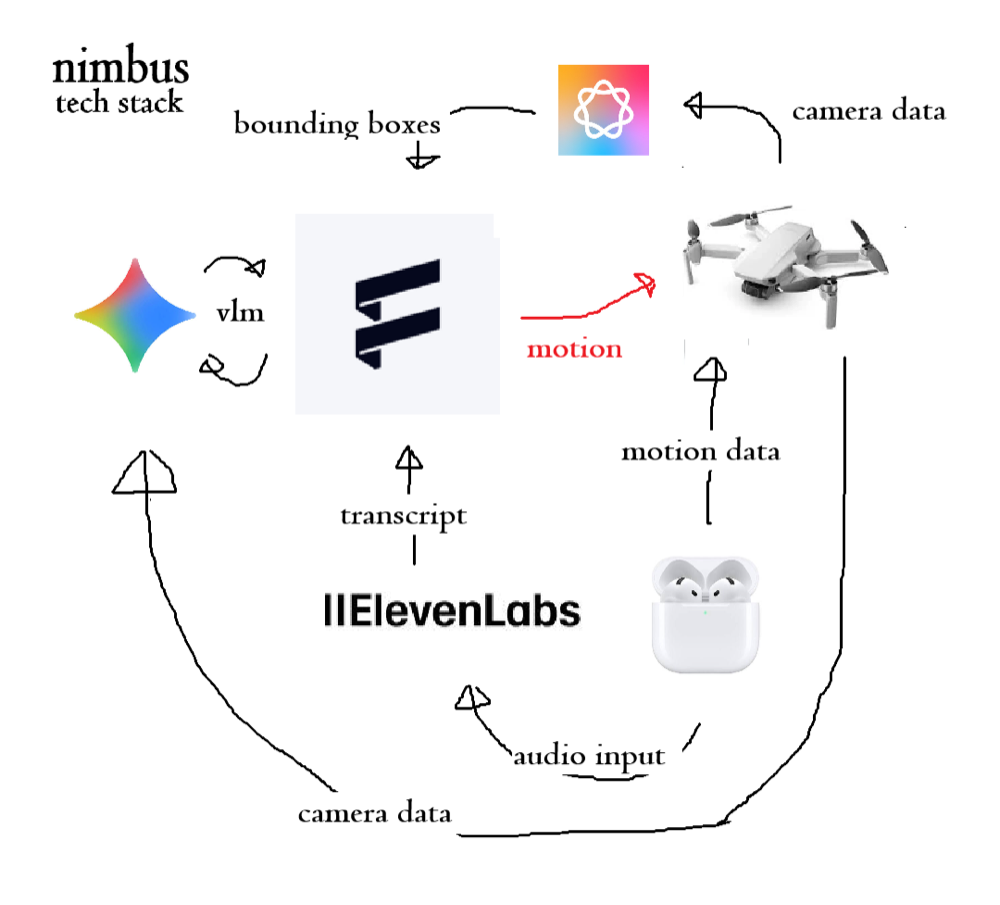 nimbus
tech stack
bounding boxes
camera data
vlm
motion
motion data
transcript
IIElevenLabs
audio input
camera data